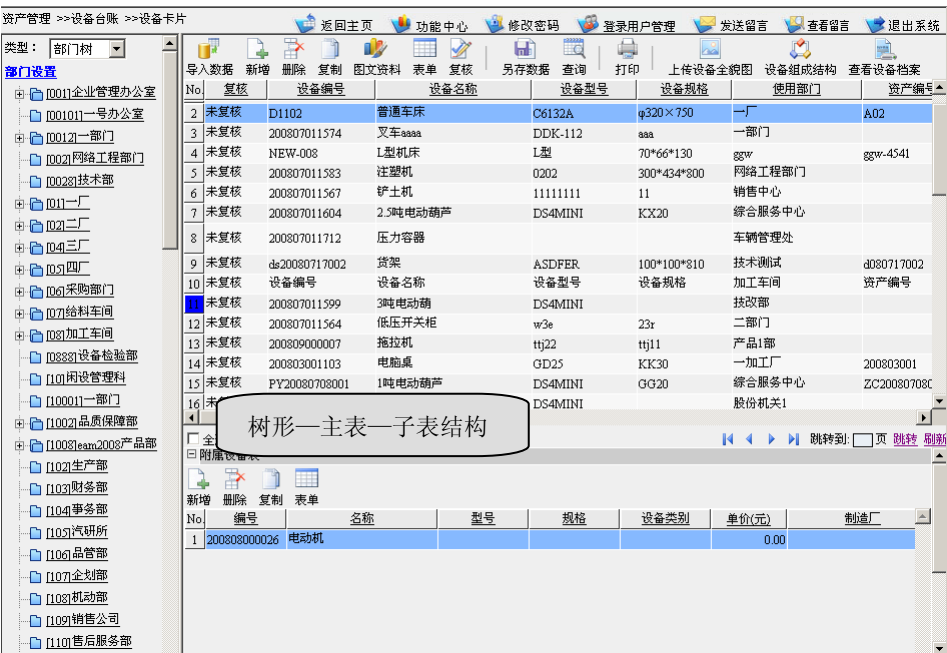 资产管理 >>设备台账 >>设备卡片
返回主页 功能中心 修改密码 登录用户管理 发送留言 查看留言 退出系统
类型： 部门树
导入数据 新增 删除 复制 图文资料 表单 复核 另存数据 查询 打印 上传设备全貌图 设备组成结构 查看设备档案
部门设置
[001]企业管理办公室
[00101]一号办公室
[0012]一部门
[002]网络工程部门
[0028]技术部
[01]一厂
[02]二厂
[04]三厂
[05]四厂
[06]采购部门
[07]给料车间
[08]加工车间
[0888]设备检验部
[10]闲设管理科
[10001]一部门
[1002]品质保障部
[1008]eam2008产品部
[102]生产部
[103]财务部
[104]事务部
[105]汽研所
[106]品管部
[107]企划部
[108]机动部
[109]销售公司
[110]售后服务部
No. 复核 设备编号 设备名称 设备型号 设备规格 使用部门 资产编号
2 未复核 D1102 普通车床 C6132A φ320×750 一厂 A02
3 未复核 200807011574 叉车aaaa DDK-112 aaa 一部门
4 未复核 NEW-008 L型机床 L型 70*66*130 ggw ggw-4541
5 未复核 200807011583 注塑机 0202 300*434*800 网络工程部门
6 未复核 200807011567 铲土机 11111111 11 销售中心
7 未复核 200807011604 2.5吨电动葫芦 DS4MINI KX20 综合服务中心
8 未复核 200807011712 压力容器 车辆管理处
9 未复核 ds20080717002 货架 ASDFER 100*100*810 技术测试 d080717002
10 未复核 设备编号 设备名称 设备型号 设备规格 加工车间 资产编号
11 未复核 200807011599 3吨电动葫 DS4MINI 技改部
12 未复核 200807011564 低压开关柜 w3e 23r 二部门
13 未复核 200809000007 拖拉机 ttj22 ttj11 产品1部
14 未复核 200803001103 电脑桌 GD25 KK30 一加工厂 200803001
15 未复核 PY20080708001 1吨电动葫芦 DS4MINI GG20 综合服务中心 ZC200807080
16 DS4MINI 股份机关1
树形—主表—子表结构
全 跳转到: 页 跳转 刷新
附属设备表
新增 删除 复制 表单
No. 编号 名称 型号 规格 设备类别 单价(元) 制造厂
1 200808000026 电动机 0.00